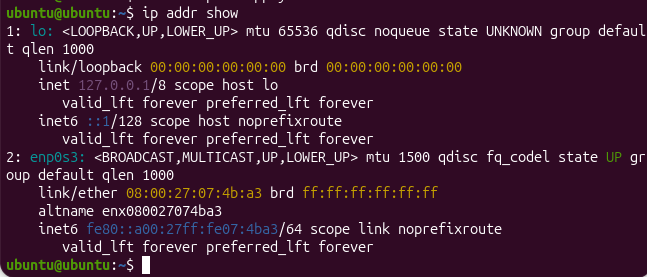 ubuntu@ubuntu:~$ ip addr show
1: lo: <LOOPBACK,UP,LOWER_UP> mtu 65536 qdisc noqueue state UNKNOWN group defaul
t qlen 1000
    link/loopback 00:00:00:00:00:00 brd 00:00:00:00:00:00
    inet 127.0.0.1/8 scope host lo
       valid_lft forever preferred_lft forever
    inet6 ::1/128 scope host noprefixroute
       valid_lft forever preferred_lft forever
2: enp0s3: <BROADCAST,MULTICAST,UP,LOWER_UP> mtu 1500 qdisc fq_codel state UP gr
oup default qlen 1000
    link/ether 08:00:27:07:4b:a3 brd ff:ff:ff:ff:ff:ff
    altname enx080027074ba3
    inet6 fe80::a00:27ff:fe07:4ba3/64 scope link noprefixroute
       valid_lft forever preferred_lft forever
ubuntu@ubuntu:~$